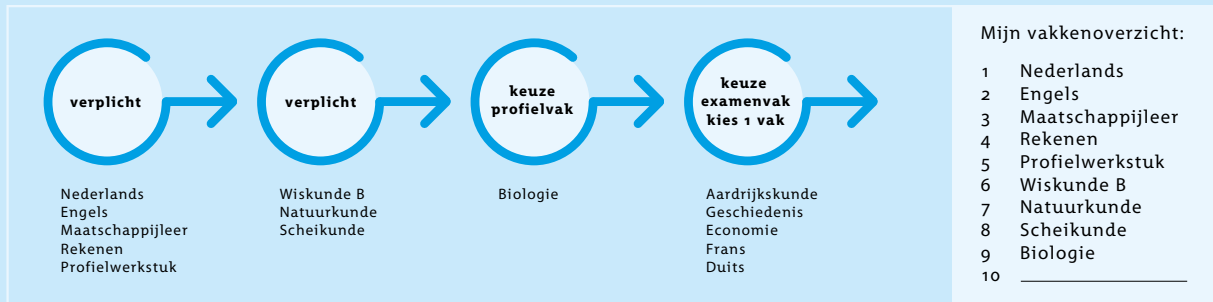 verplicht
Nederlands
Engels
Maatschappijleer
Rekenen
Profielwerkstuk
verplicht
Wiskunde B
Natuurkunde
Scheikunde
keuze
profielvak
Biologie
keuze
examenvak
kies 1 vak
Aardrijkskunde
Geschiedenis
Economie
Frans
Duits
Mijn vakkenoverzicht:
1 Nederlands
2 Engels
3 Maatschappijleer
4 Rekenen
5 Profielwerkstuk
6 Wiskunde B
7 Natuurkunde
8 Scheikunde
9 Biologie
10